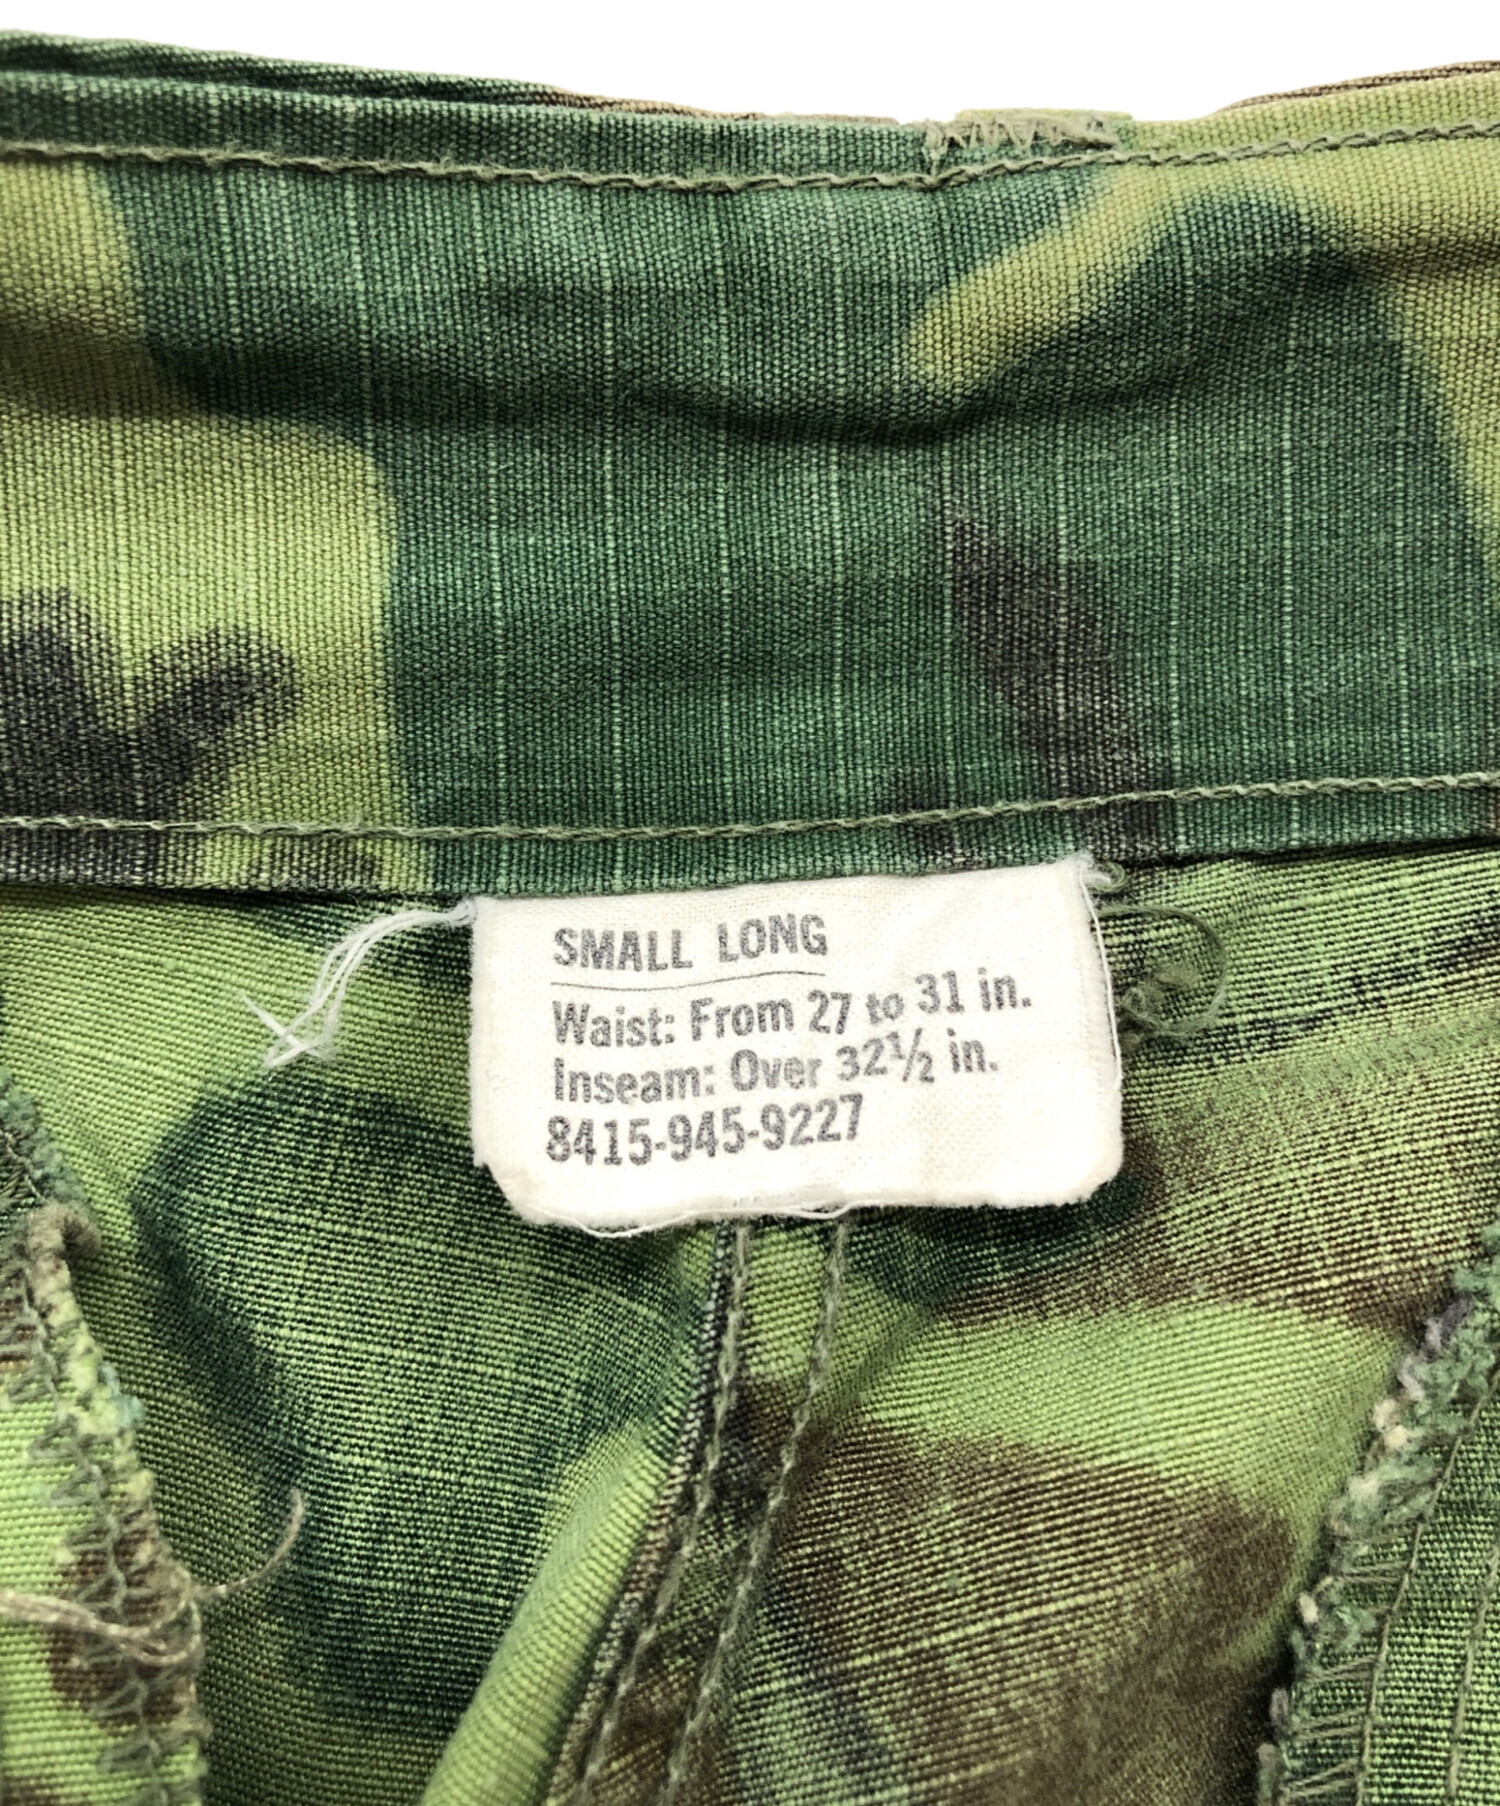 SMALL LONG
Waist: From 27 to 31 in.
Inseam: Over 32½ in.
8415-945-9227